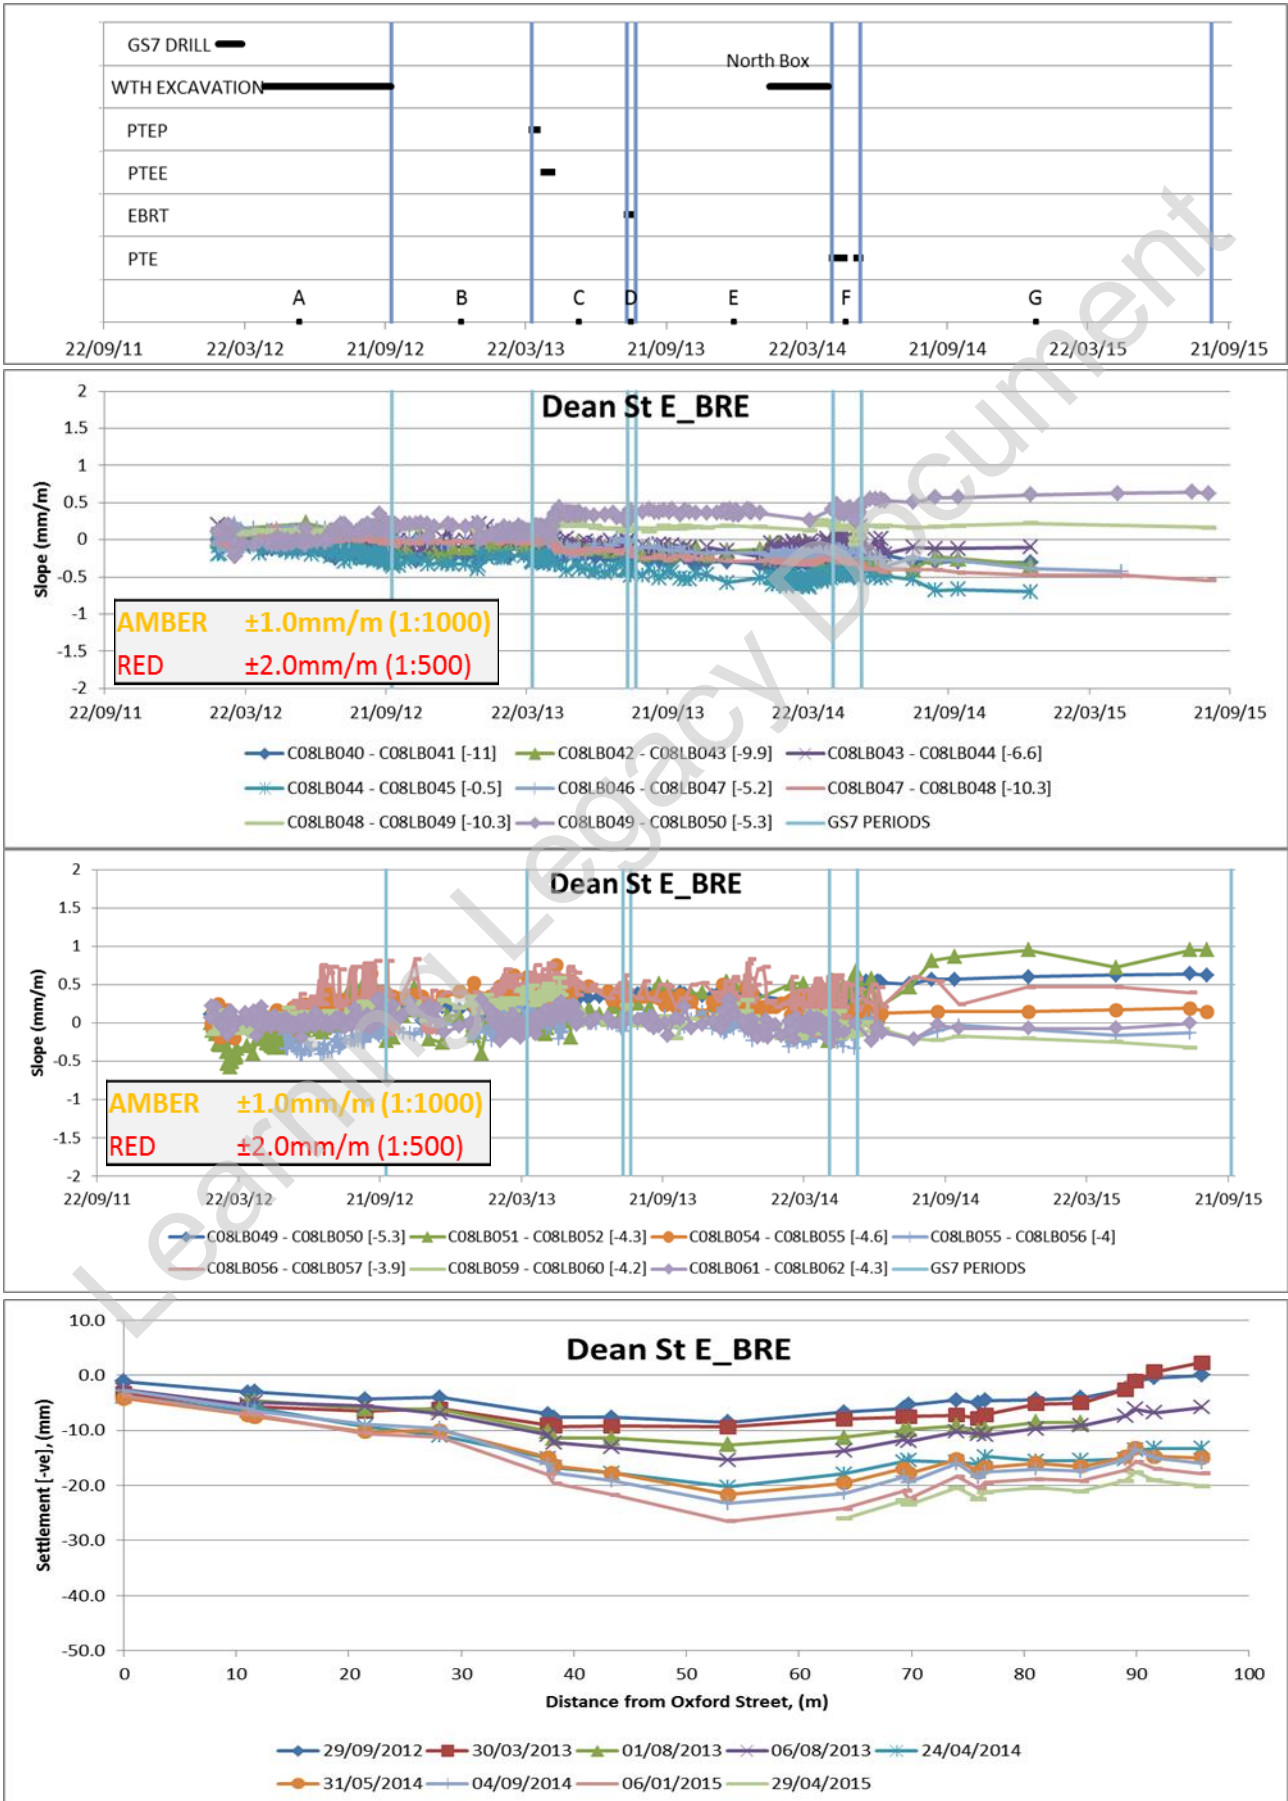 GS7 DRILL
North Box
WTH EXCAVATION
PTEP
PTEE
EBRT
PTE
A B C D E F G
22/09/11 22/03/12 21/09/12 22/03/13 21/09/13 22/03/14 21/09/14 22/03/15 21/09/15
Dean St E_BRE
Slope (mm/m)
2
1.5
1
0.5
0
-0.5
-1
-1.5
-2
AMBER ±1.0mm/m (1:1000)
RED ±2.0mm/m (1:500)
22/09/11 22/03/12 21/09/12 22/03/13 21/09/13 22/03/14 21/09/14 22/03/15 21/09/15
C08LB040 - C08LB041 [-11] C08LB042 - C08LB043 [-9.9] C08LB043 - C08LB044 [-6.6]
C08LB044 - C08LB045 [-0.5] C08LB046 - C08LB047 [-5.2] C08LB047 - C08LB048 [-10.3]
C08LB048 - C08LB049 [-10.3] C08LB049 - C08LB050 [-5.3] GS7 PERIODS
Dean St E_BRE
Slope (mm/m)
2
1.5
1
0.5
0
-0.5
-1
-1.5
-2
AMBER ±1.0mm/m (1:1000)
RED ±2.0mm/m (1:500)
22/09/11 22/03/12 21/09/12 22/03/13 21/09/13 22/03/14 21/09/14 22/03/15 21/09/15
C08LB049 - C08LB050 [-5.3] C08LB051 - C08LB052 [-4.3] C08LB054 - C08LB055 [-4.6] C08LB055 - C08LB056 [-4]
C08LB056 - C08LB057 [-3.9] C08LB059 - C08LB060 [-4.2] C08LB061 - C08LB062 [-4.3] GS7 PERIODS
Dean St E_BRE
Settlement [-ve], (mm)
10.0
0.0
-10.0
-20.0
-30.0
-40.0
-50.0
0 10 20 30 40 50 60 70 80 90 100
Distance from Oxford Street, (m)
29/09/2012 30/03/2013 01/08/2013 06/08/2013 24/04/2014
31/05/2014 04/09/2014 06/01/2015 29/04/2015
Learning Legacy Document